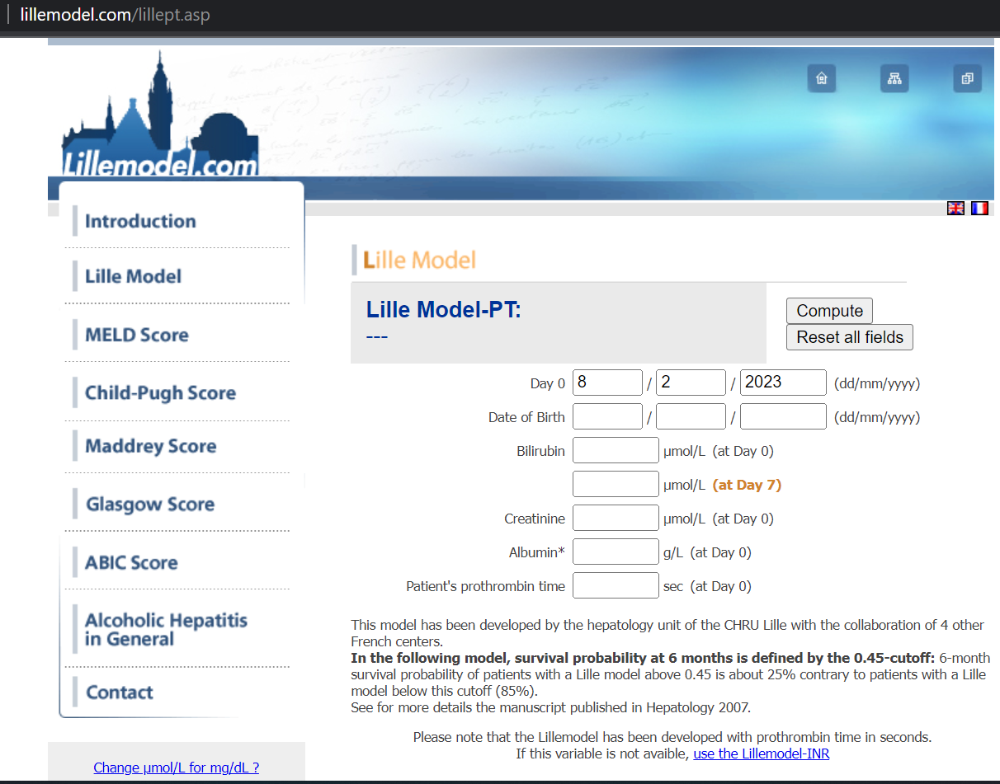 lillemodel.com/lillept.asp
Lillemodel.com
Introduction
Lille Model
MELD Score
Child-Pugh Score
Maddrey Score
Glasgow Score
ABIC Score
Alcoholic Hepatitis
in General
Contact
Change µmol/L for mg/dL ?
Lille Model
Lille Model-PT:
---
Compute
Reset all fields
Day 0 8 / 2 / 2023 (dd/mm/yyyy)
Date of Birth / / (dd/mm/yyyy)
Bilirubin µmol/L (at Day 0)
µmol/L (at Day 7)
Creatinine µmol/L (at Day 0)
Albumin* g/L (at Day 0)
Patient's prothrombin time sec (at Day 0)
This model has been developed by the hepatology unit of the CHRU Lille with the collaboration of 4 other
French centers.
In the following model, survival probability at 6 months is defined by the 0.45-cutoff: 6-month
survival probability of patients with a Lille model above 0.45 is about 25% contrary to patients with a Lille
model below this cutoff (85%).
See for more details the manuscript published in Hepatology 2007.
Please note that the Lillemodel has been developed with prothrombin time in seconds.
If this variable is not avaible, use the Lillemodel-INR